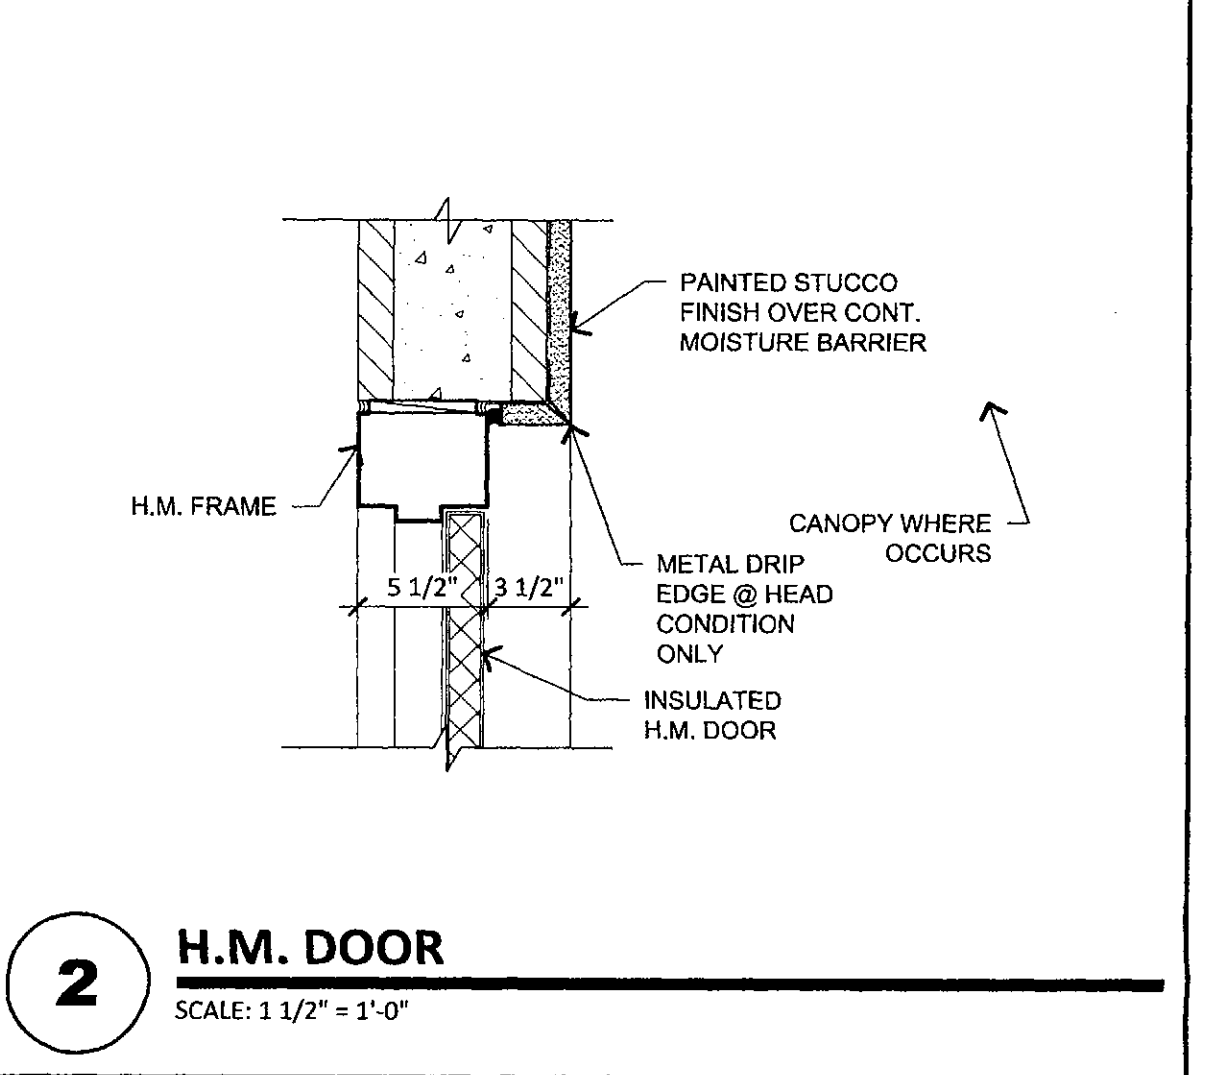 PAINTED STUCCO
FINISH OVER CONT.
MOISTURE BARRIER
H.M. FRAME
CANOPY WHERE
OCCURS
METAL DRIP
EDGE @ HEAD
CONDITION
ONLY
5 1/2" 3 1/2"
INSULATED
H.M. DOOR
2
H.M. DOOR
SCALE: 1 1/2" = 1'-0"